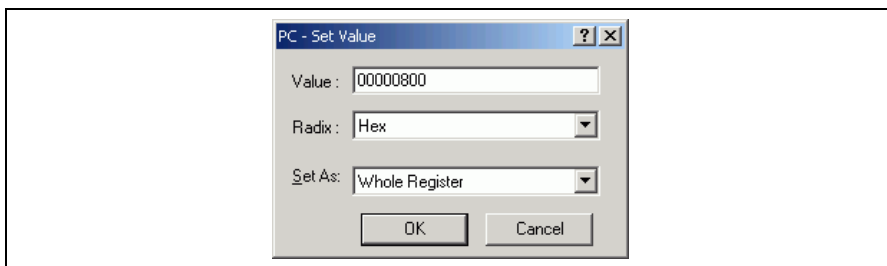 PC - Set Value
Value : 00000800
Radix : Hex
Set As: Whole Register
OK Cancel